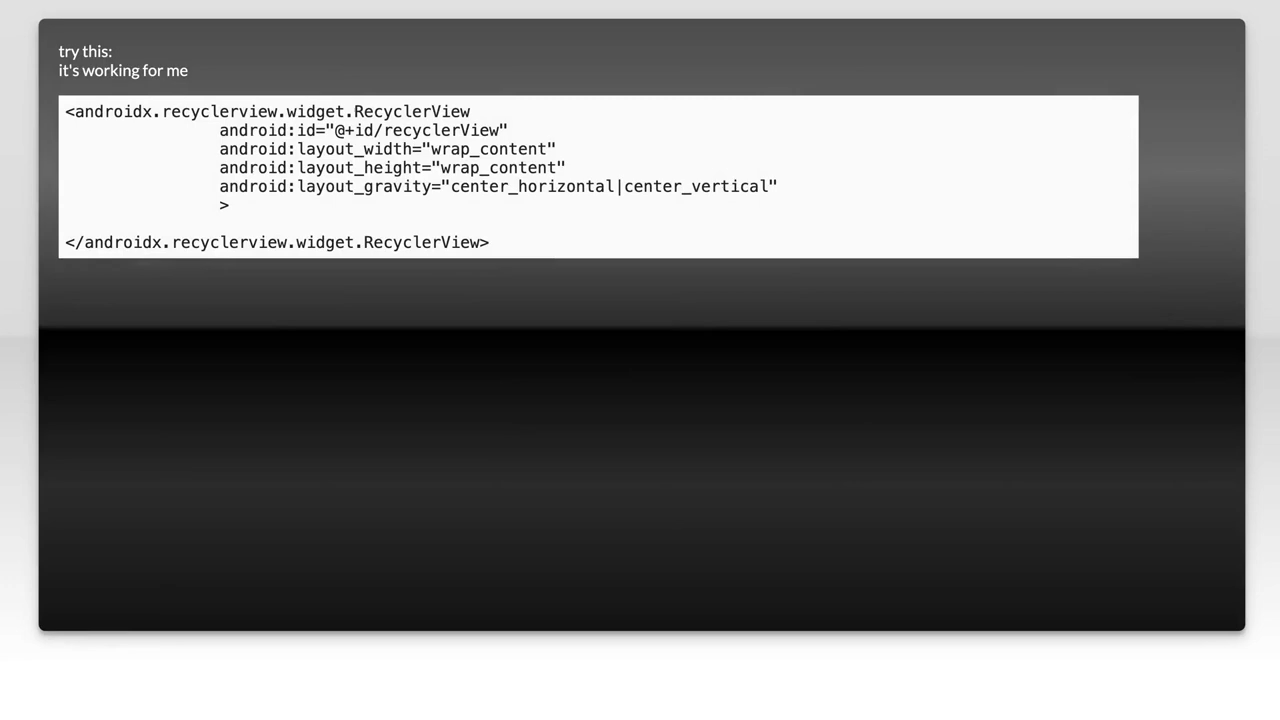 try this:
it's working for me
<androidx.recyclerview.widget.RecyclerView
                android:id="@+id/recyclerView"
                android:layout_width="wrap_content"
                android:layout_height="wrap_content"
                android:layout_gravity="center_horizontal|center_vertical"
                >

</androidx.recyclerview.widget.RecyclerView>